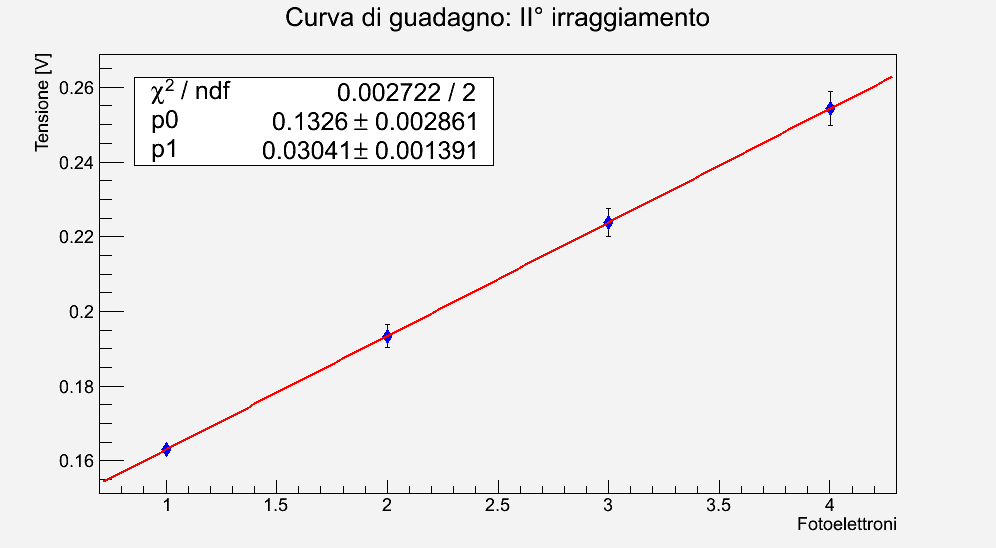 Curva di guadagno: II° irraggiamento
Tensione [V]
χ² / ndf 0.002722 / 2
p0 0.1326 ± 0.002861
p1 0.03041± 0.001391
0.26
0.24
0.22
0.2
0.18
0.16
1 1.5 2 2.5 3 3.5 4
Fotoelettroni